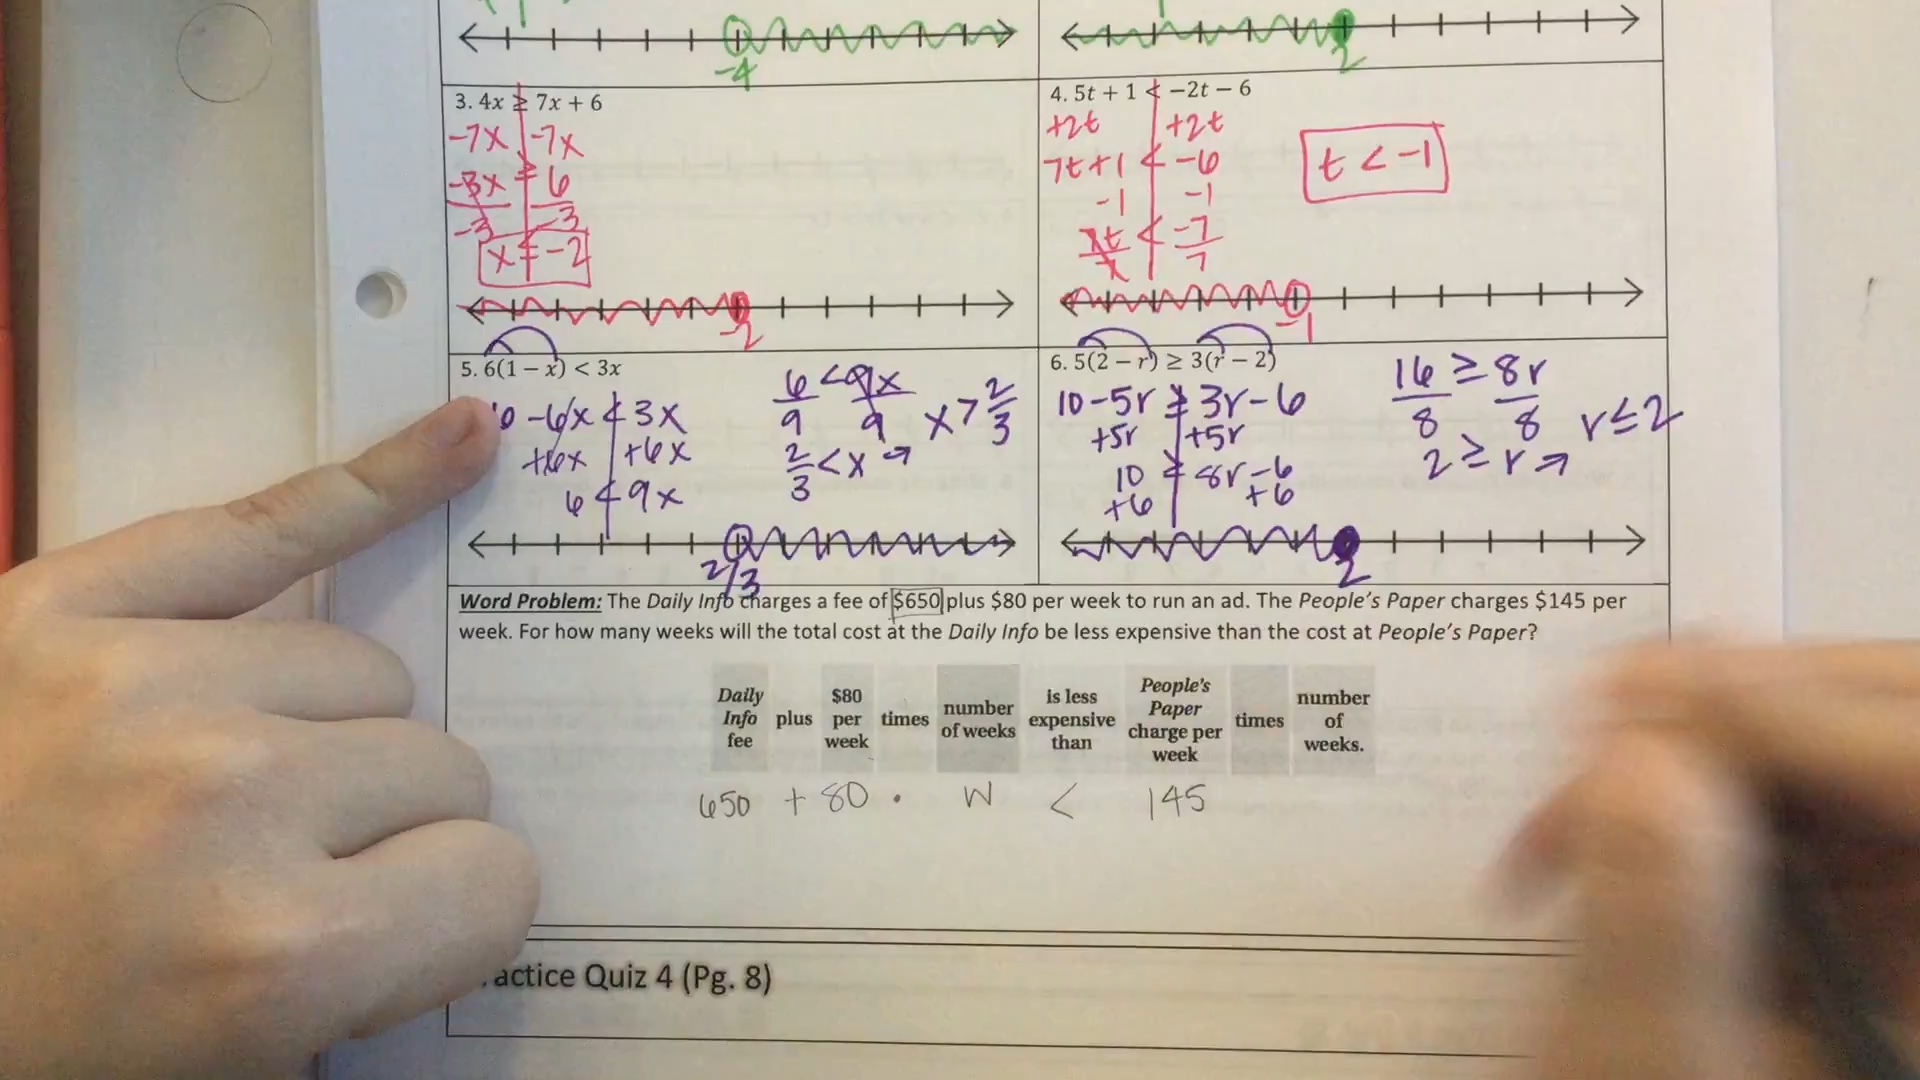 -4
2
3. 4x ≥ 7x + 6
-7x -7x
-3x ≥ 6
-3 -3
x ≤ -2
-2
4. 5t + 1 < −2t − 6
+2t +2t
7t+1 < -6
-1 -1
7t < -7
7 7
t < -1
-1
5. 6(1 − x) < 3x
-6x < 3x
+6x +6x
6 < 9x
6 < 9x
9 9
2/3 < x →
x > 2/3
2/3
6. 5(2 − r) ≥ 3(r − 2)
10-5r ≥ 3r-6
+5r +5r
10 ≥ 8r-6
+6 +6
16 ≥ 8r
8 8
2 ≥ r →
r ≤ 2
2
Word Problem: The Daily Info charges a fee of $650 plus $80 per week to run an ad. The People's Paper charges $145 per
week. For how many weeks will the total cost at the Daily Info be less expensive than the cost at People's Paper?
Daily Info fee plus $80 per week times number of weeks is less expensive than People's Paper charge per week times number of weeks.
650 + 80 · W < 145
actice Quiz 4 (Pg. 8)